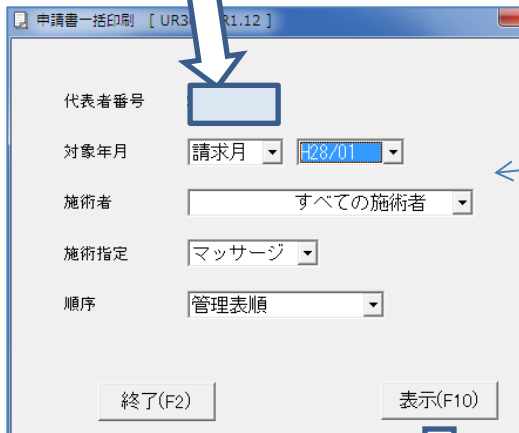 申請書一括印刷 [ UR3 R1.12 ]
代表者番号
対象年月 請求月 H28/01
施術者 すべての施術者
施術指定 マッサージ
順序 管理表順
終了(F2) 表示(F10)